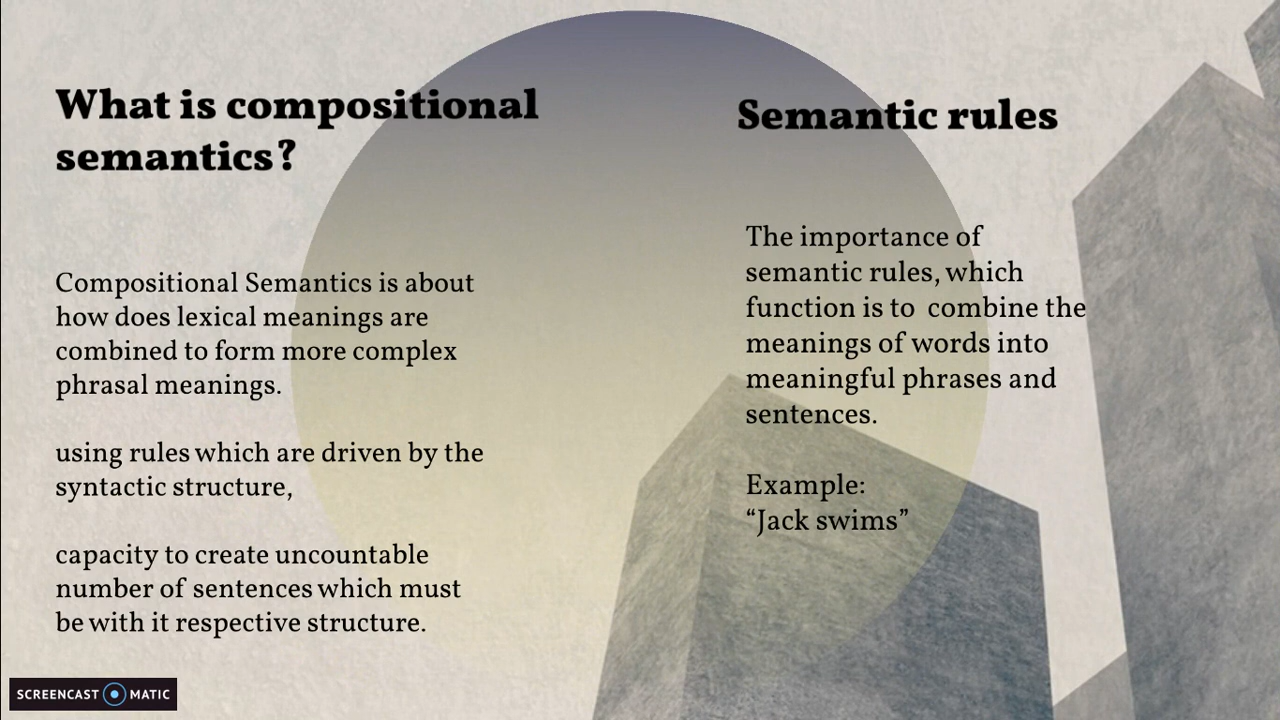 What is compositional
semantics?
Compositional Semantics is about
how does lexical meanings are
combined to form more complex
phrasal meanings.
using rules which are driven by the
syntactic structure,
capacity to create uncountable
number of sentences which must
be with it respective structure.
Semantic rules
The importance of
semantic rules, which
function is to  combine the
meanings of words into
meaningful phrases and
sentences.
Example:
“Jack swims”
SCREENCAST MATIC